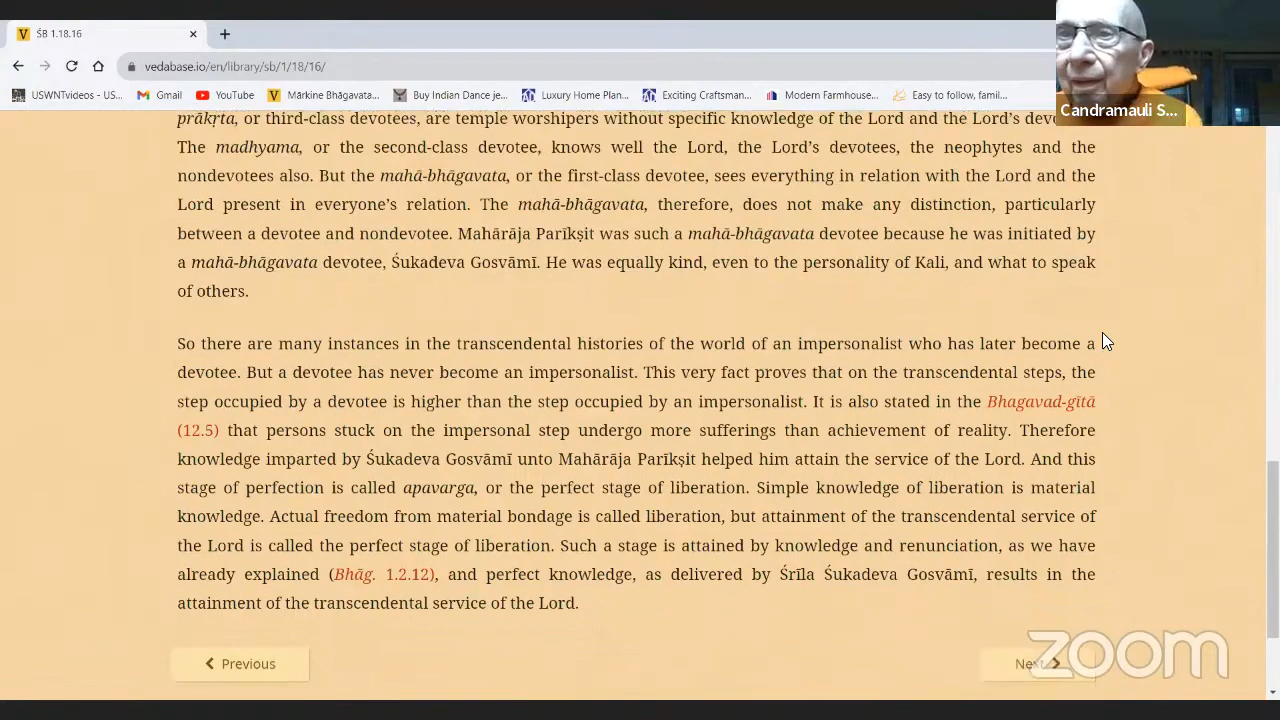 ŚB 1.18.16
vedabase.io/en/library/sb/1/18/16/
USWNTvideos - US... Gmail YouTube Mārkine Bhāgavata... Buy Indian Dance je... Luxury Home Plan... Exciting Craftsman... Modern Farmhouse... Easy to follow, famil...
Candramauli S...
prākṛta, or third-class devotees, are temple worshipers without specific knowledge of the Lord and the Lord's devo
The madhyama, or the second-class devotee, knows well the Lord, the Lord's devotees, the neophytes and the
nondevotees also. But the mahā-bhāgavata, or the first-class devotee, sees everything in relation with the Lord and the
Lord present in everyone's relation. The mahā-bhāgavata, therefore, does not make any distinction, particularly
between a devotee and nondevotee. Mahārāja Parīkṣit was such a mahā-bhāgavata devotee because he was initiated by
a mahā-bhāgavata devotee, Śukadeva Gosvāmī. He was equally kind, even to the personality of Kali, and what to speak
of others.
So there are many instances in the transcendental histories of the world of an impersonalist who has later become a
devotee. But a devotee has never become an impersonalist. This very fact proves that on the transcendental steps, the
step occupied by a devotee is higher than the step occupied by an impersonalist. It is also stated in the Bhagavad-gītā
(12.5) that persons stuck on the impersonal step undergo more sufferings than achievement of reality. Therefore
knowledge imparted by Śukadeva Gosvāmī unto Mahārāja Parīkṣit helped him attain the service of the Lord. And this
stage of perfection is called apavarga, or the perfect stage of liberation. Simple knowledge of liberation is material
knowledge. Actual freedom from material bondage is called liberation, but attainment of the transcendental service of
the Lord is called the perfect stage of liberation. Such a stage is attained by knowledge and renunciation, as we have
already explained (Bhāg. 1.2.12), and perfect knowledge, as delivered by Śrīla Śukadeva Gosvāmī, results in the
attainment of the transcendental service of the Lord.
Previous Next
zoom